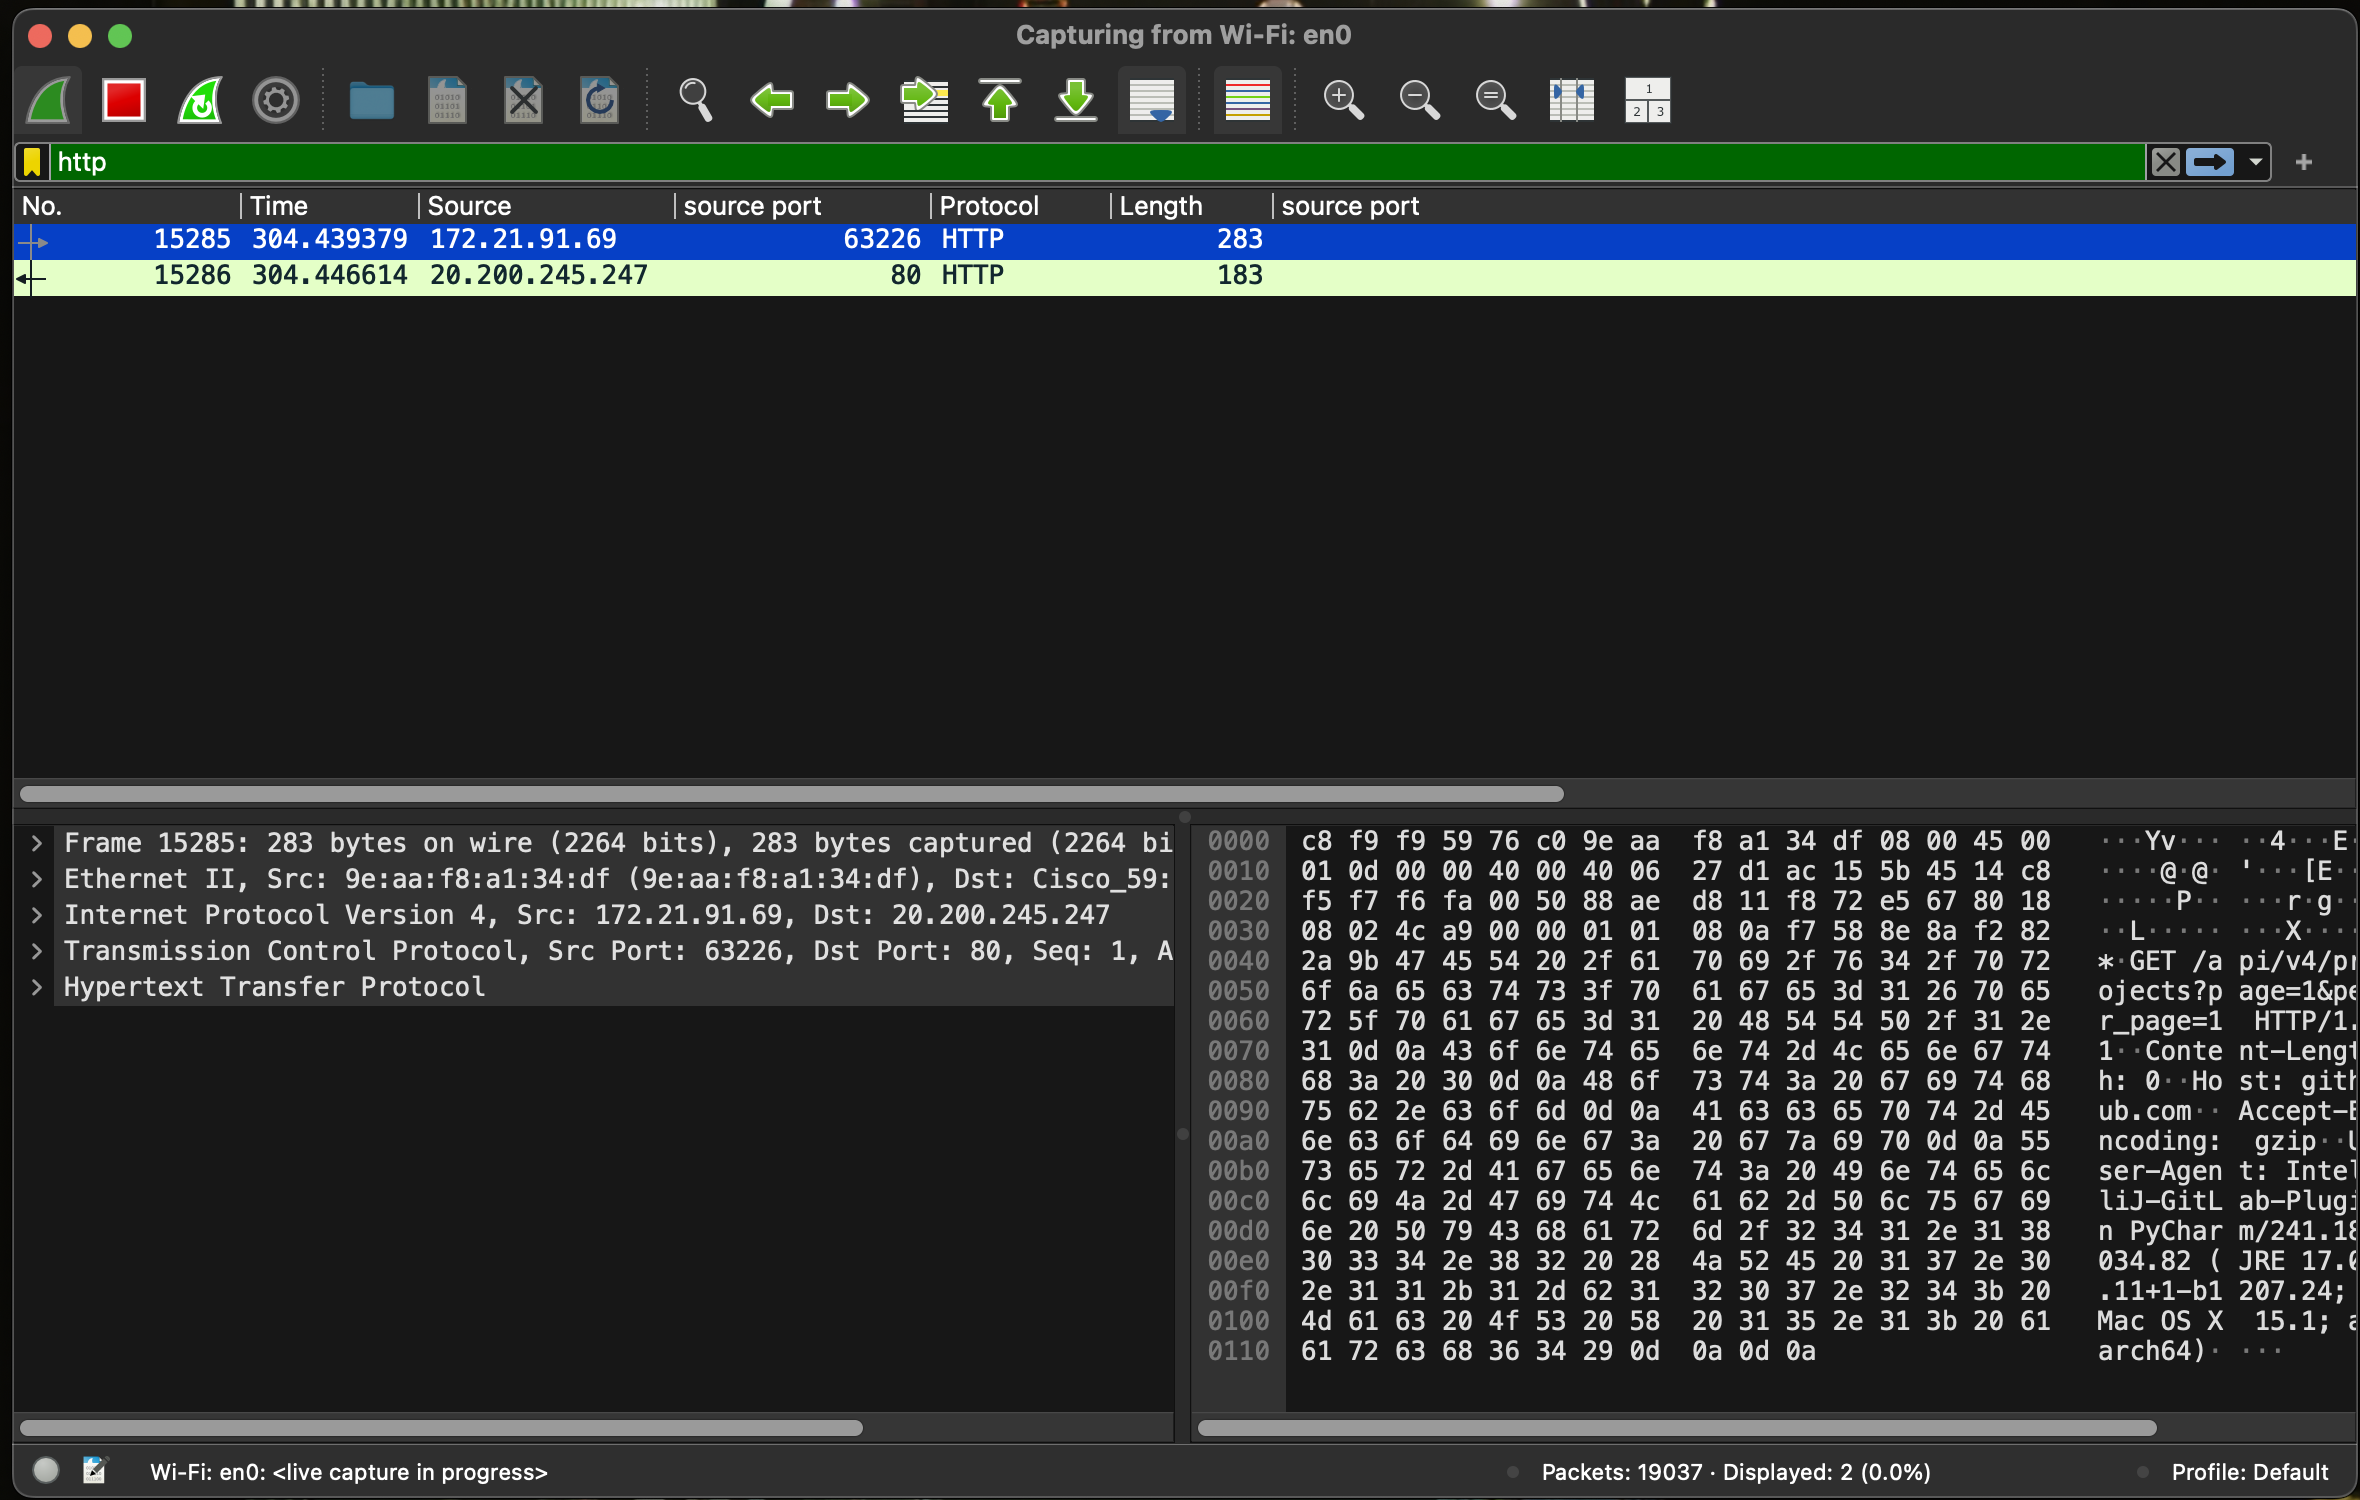 Capturing from Wi-Fi: en0
1
2 3
http
No. Time Source source port Protocol Length source port
15285 304.439379 172.21.91.69 63226 HTTP 283
15286 304.446614 20.200.245.247 80 HTTP 183
Frame 15285: 283 bytes on wire (2264 bits), 283 bytes captured (2264 bi
Ethernet II, Src: 9e:aa:f8:a1:34:df (9e:aa:f8:a1:34:df), Dst: Cisco_59:
Internet Protocol Version 4, Src: 172.21.91.69, Dst: 20.200.245.247
Transmission Control Protocol, Src Port: 63226, Dst Port: 80, Seq: 1, A
Hypertext Transfer Protocol
0000 c8 f9 f9 59 76 c0 9e aa f8 a1 34 df 08 00 45 00 ···Yv··· ··4···E·
0010 01 0d 00 00 40 00 40 06 27 d1 ac 15 5b 45 14 c8 ····@·@· '···[E··
0020 f5 f7 f6 fa 00 50 88 ae d8 11 f8 72 e5 67 80 18 ·····P·· ···r·g··
0030 08 02 4c a9 00 00 01 01 08 0a f7 58 8e 8a f2 82 ··L····· ···X····
0040 2a 9b 47 45 54 20 2f 61 70 69 2f 76 34 2f 70 72 *·GET /a pi/v4/pr
0050 6f 6a 65 63 74 73 3f 70 61 67 65 3d 31 26 70 65 ojects?p age=1&pe
0060 72 5f 70 61 67 65 3d 31 20 48 54 54 50 2f 31 2e r_page=1 HTTP/1.
0070 31 0d 0a 43 6f 6e 74 65 6e 74 2d 4c 65 6e 67 74 1··Conte nt-Lengt
0080 68 3a 20 30 0d 0a 48 6f 73 74 3a 20 67 69 74 68 h: 0··Ho st: gith
0090 75 62 2e 63 6f 6d 0d 0a 41 63 63 65 70 74 2d 45 ub.com·· Accept-E
00a0 6e 63 6f 64 69 6e 67 3a 20 67 7a 69 70 0d 0a 55 ncoding: gzip··U
00b0 73 65 72 2d 41 67 65 6e 74 3a 20 49 6e 74 65 6c ser-Agen t: Intel
00c0 6c 69 4a 2d 47 69 74 4c 61 62 2d 50 6c 75 67 69 liJ-GitL ab-Plugi
00d0 6e 20 50 79 43 68 61 72 6d 2f 32 34 31 2e 31 38 n PyChar m/241.18
00e0 30 33 34 2e 38 32 20 28 4a 52 45 20 31 37 2e 30 034.82 ( JRE 17.0
00f0 2e 31 31 2b 31 2d 62 31 32 30 37 2e 32 34 3b 20 .11+1-b1 207.24;
0100 4d 61 63 20 4f 53 20 58 20 31 35 2e 31 3b 20 61 Mac OS X 15.1; a
0110 61 72 63 68 36 34 29 0d 0a 0d 0a arch64)· ···
Wi-Fi: en0: <live capture in progress> Packets: 19037 · Displayed: 2 (0.0%) Profile: Default